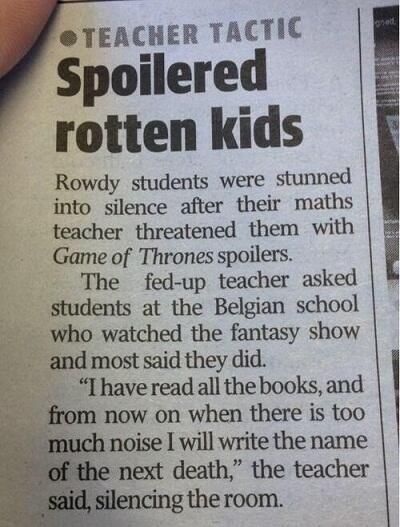 • TEACHER TACTIC
Spoilered
rotten kids
Rowdy students were stunned
into silence after their maths
teacher threatened them with
Game of Thrones spoilers.
The fed-up teacher asked
students at the Belgian school
who watched the fantasy show
and most said they did.
“I have read all the books, and
from now on when there is too
much noise I will write the name
of the next death,” the teacher
said, silencing the room.